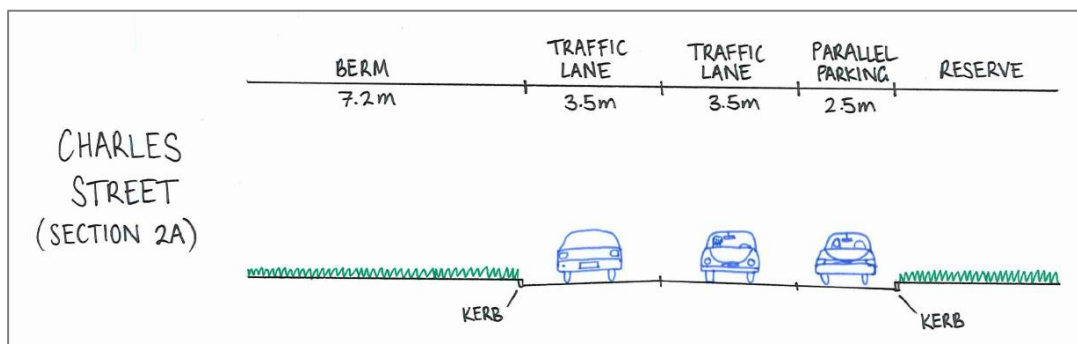 BERM
TRAFFIC
LANE
TRAFFIC
LANE
PARALLEL
PARKING
RESERVE
7.2m
3.5m
3.5m
2.5m
CHARLES
STREET
(SECTION 2A)
KERB
KERB